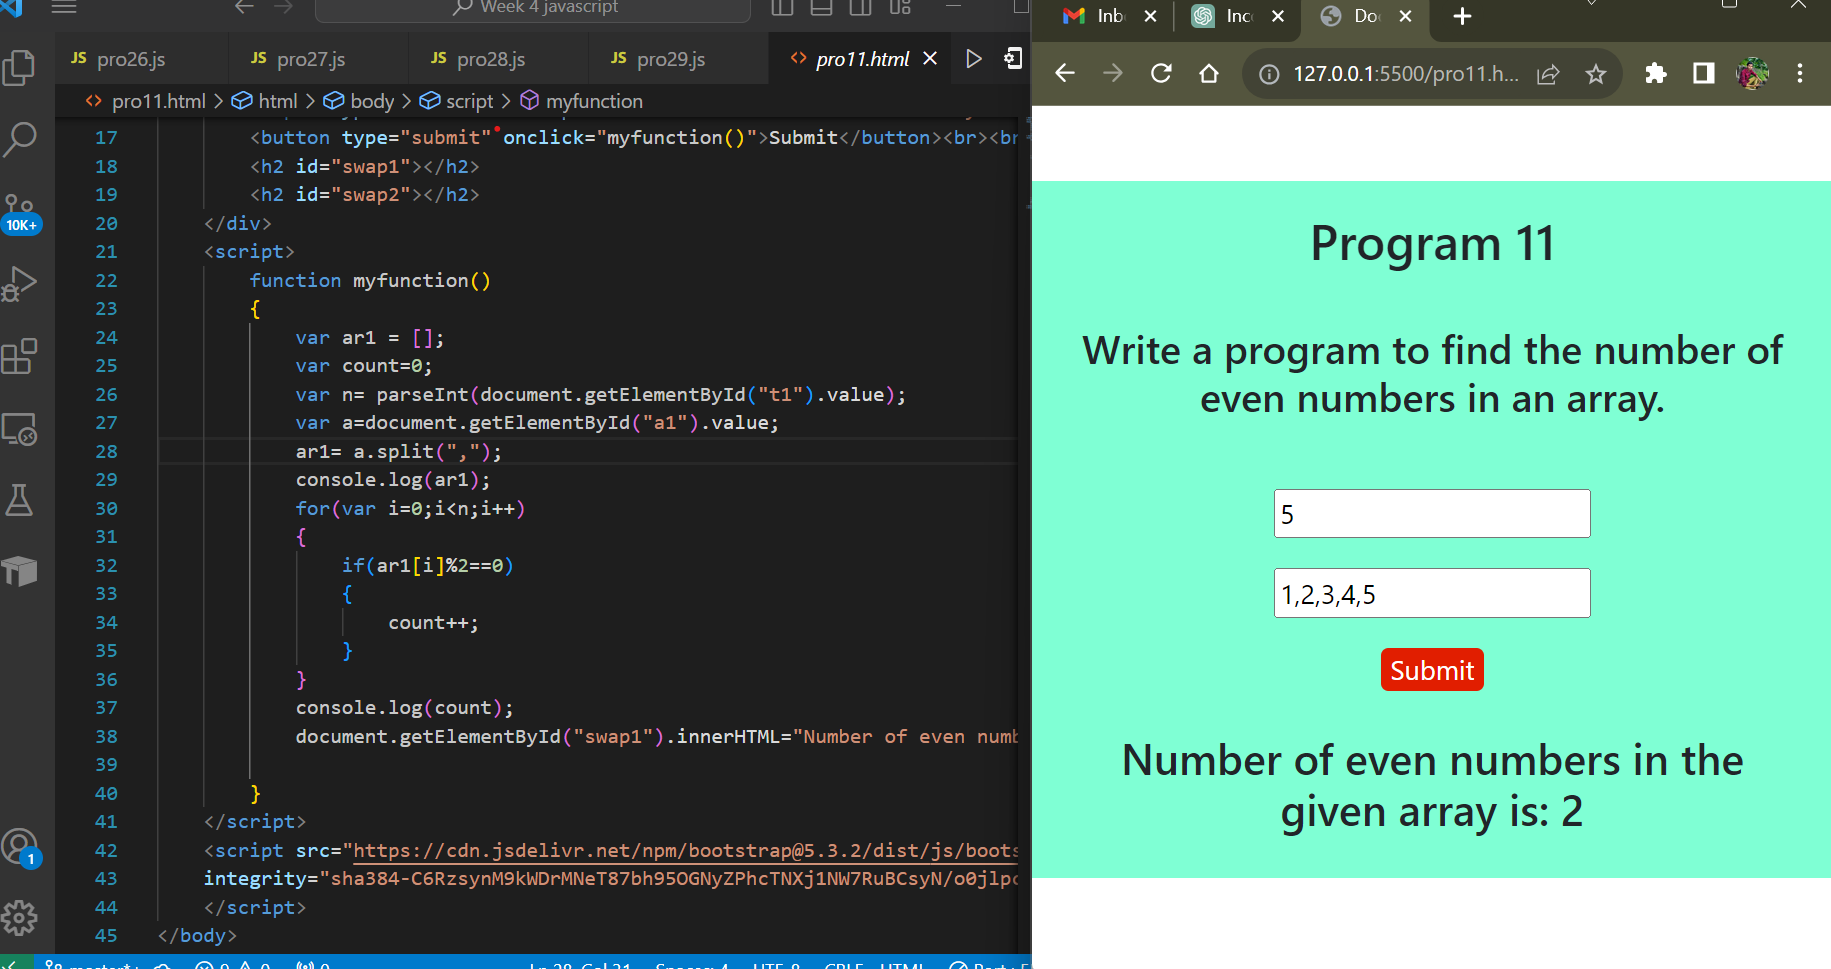 Week 4 javascript
JS pro26.js
JS pro27.js
JS pro28.js
JS pro29.js
<> pro11.html
<> pro11.html > html > body > script > myfunction
17 <button type="submit" onclick="myfunction()">Submit</button><br><br
18 <h2 id="swap1"></h2>
19 <h2 id="swap2"></h2>
20 </div>
21 <script>
22 function myfunction()
23 {
24 var ar1 = [];
25 var count=0;
26 var n= parseInt(document.getElementById("t1").value);
27 var a=document.getElementById("a1").value;
28 ar1= a.split(",");
29 console.log(ar1);
30 for(var i=0;i<n;i++)
31 {
32 if(ar1[i]%2==0)
33 {
34 count++;
35 }
36 }
37 console.log(count);
38 document.getElementById("swap1").innerHTML="Number of even numb
39
40 }
41 </script>
42 <script src="https://cdn.jsdelivr.net/npm/bootstrap@5.3.2/dist/js/boots
43 integrity="sha384-C6RzsynM9kWDrMNeT87bh95OGNyZPhcTNXj1NW7RuBCsyN/o0jlpc
44 </script>
45 </body>
10K+
1
Inb
Inc
Do
127.0.0.1:5500/pro11.h...
Program 11
Write a program to find the number of
even numbers in an array.
5
1,2,3,4,5
Submit
Number of even numbers in the
given array is: 2